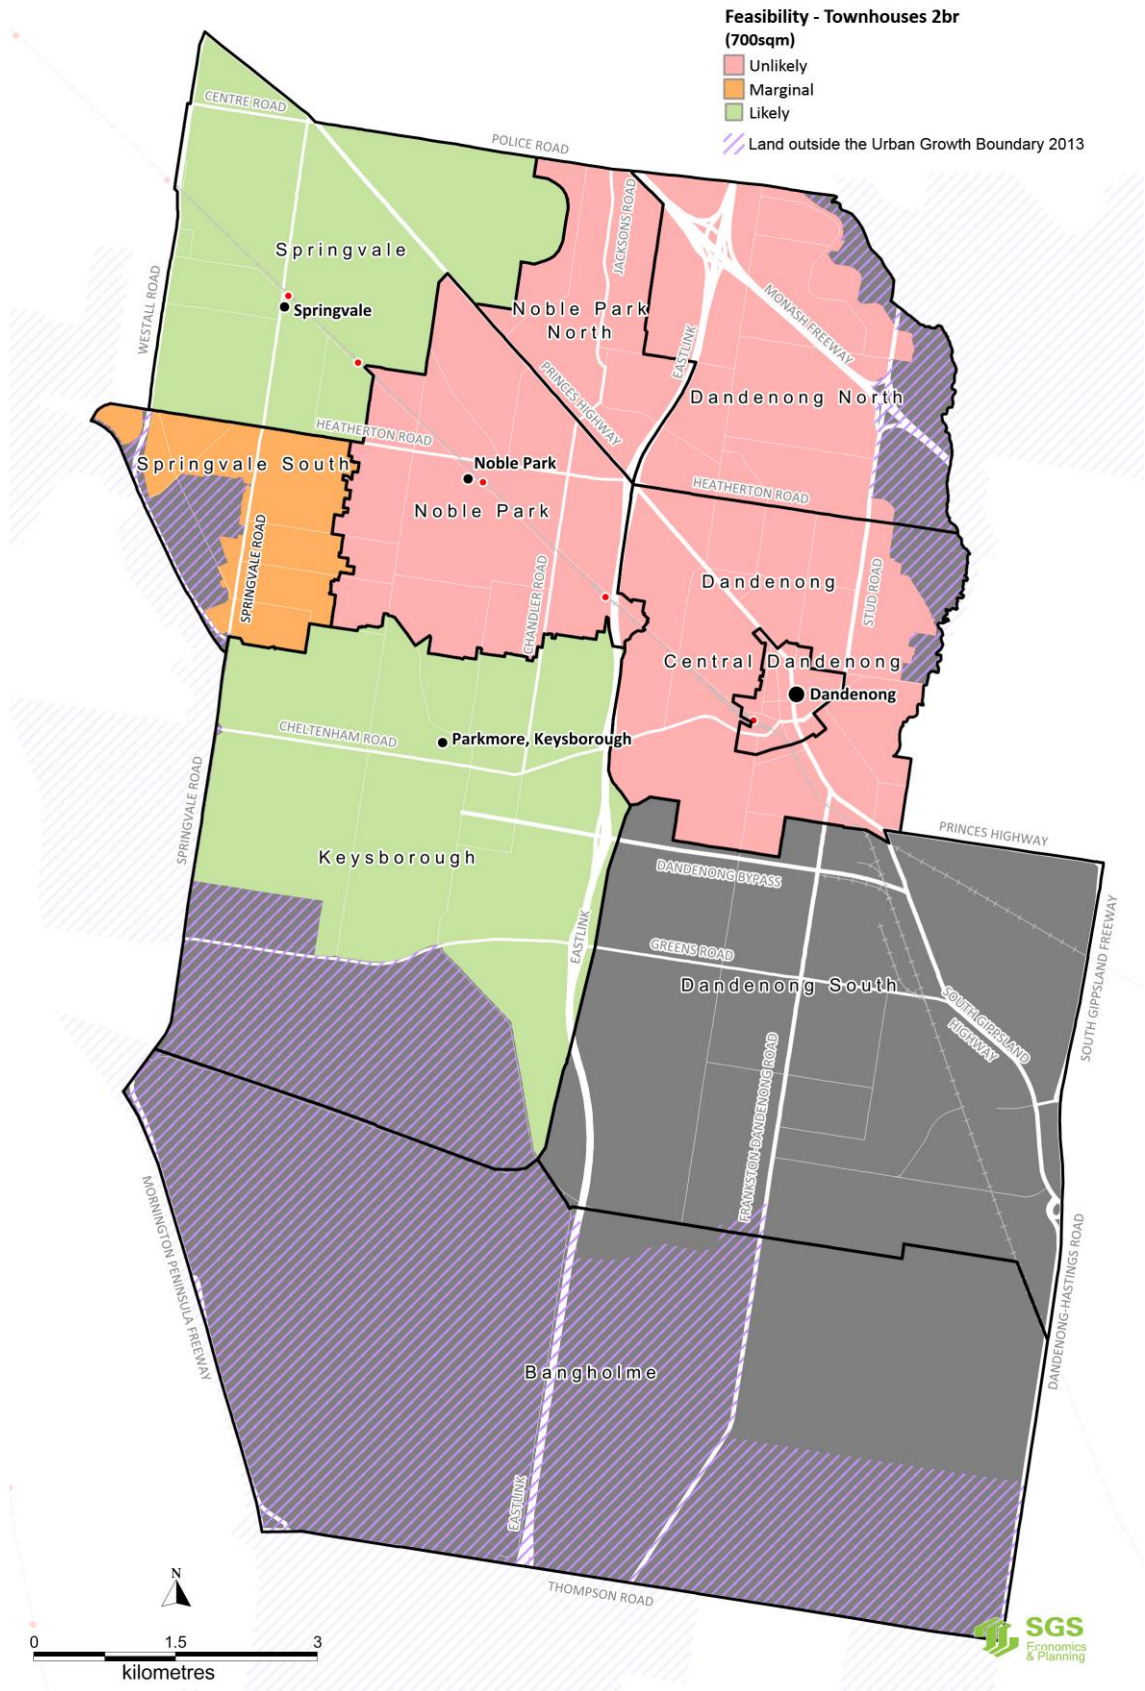 Feasibility - Townhouses 2br
(700sqm)
Unlikely
Marginal
Likely
Land outside the Urban Growth Boundary 2013
CENTRE ROAD
POLICE ROAD
JACKSONS ROAD
Springvale
Springvale
WESTALL ROAD
Noble Park
North
MONASH FREEWAY
EASTLINK
PRINCES HIGHWAY
Dandenong North
HEATHERTON ROAD
Springvale South
Noble Park
Noble Park
HEATHERTON ROAD
SPRINGVALE ROAD
CHANDLER ROAD
Dandenong
STUD ROAD
Central Dandenong
Dandenong
CHELTENHAM ROAD
Parkmore, Keysborough
SPRINGVALE ROAD
Keysborough
PRINCES HIGHWAY
DANDENONG BYPASS
EASTLINK
GREENS ROAD
Dandenong South
SOUTH GIPPSLAND FREEWAY
SOUTH GIPPSLAND
HIGHWAY
FRANKSTON-DANDENONG ROAD
MORNINGTON PENINSULA FREEWAY
DANDENONG-HASTINGS ROAD
Bangholme
EASTLINK
THOMPSON ROAD
N
0 1.5 3
kilometres
SGS
Economics
& Planning